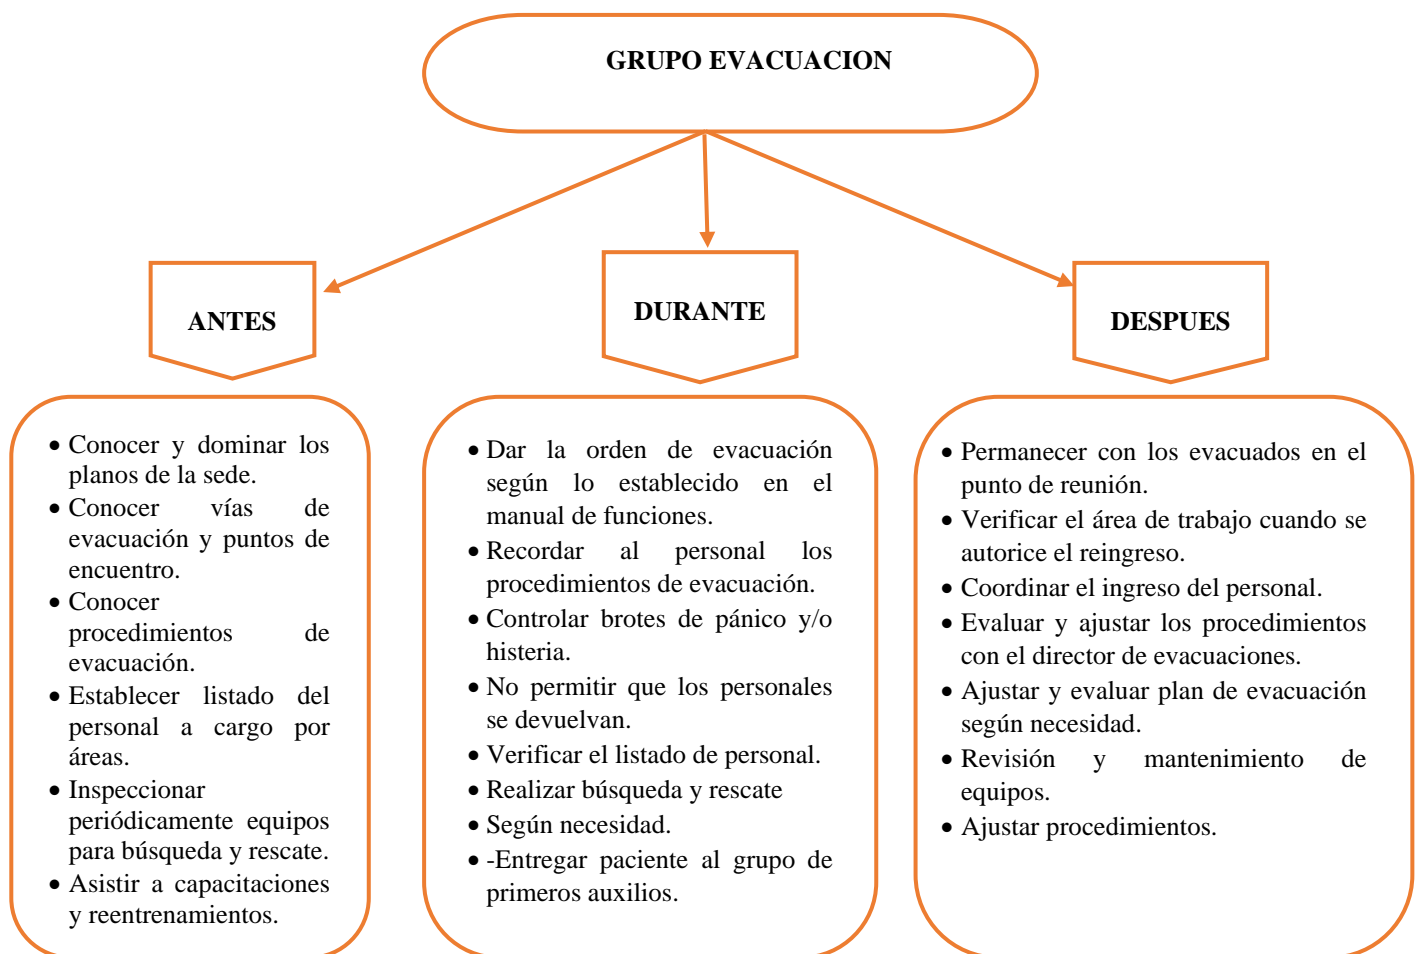 GRUPO EVACUACION
ANTES
DURANTE
DESPUES
• Conocer y dominar los
planos de la sede.
• Conocer vías de
evacuación y puntos de
encuentro.
• Conocer
procedimientos de
evacuación.
• Establecer listado del
personal a cargo por
áreas.
• Inspeccionar
periódicamente equipos
para búsqueda y rescate.
• Asistir a capacitaciones
y reentrenamientos.
• Dar la orden de evacuación
según lo establecido en el
manual de funciones.
• Recordar al personal los
procedimientos de evacuación.
• Controlar brotes de pánico y/o
histeria.
• No permitir que los personales
se devuelvan.
• Verificar el listado de personal.
• Realizar búsqueda y rescate
• Según necesidad.
• -Entregar paciente al grupo de
primeros auxilios.
• Permanecer con los evacuados en el
punto de reunión.
• Verificar el área de trabajo cuando se
autorice el reingreso.
• Coordinar el ingreso del personal.
• Evaluar y ajustar los procedimientos
con el director de evacuaciones.
• Ajustar y evaluar plan de evacuación
según necesidad.
• Revisión y mantenimiento de
equipos.
• Ajustar procedimientos.